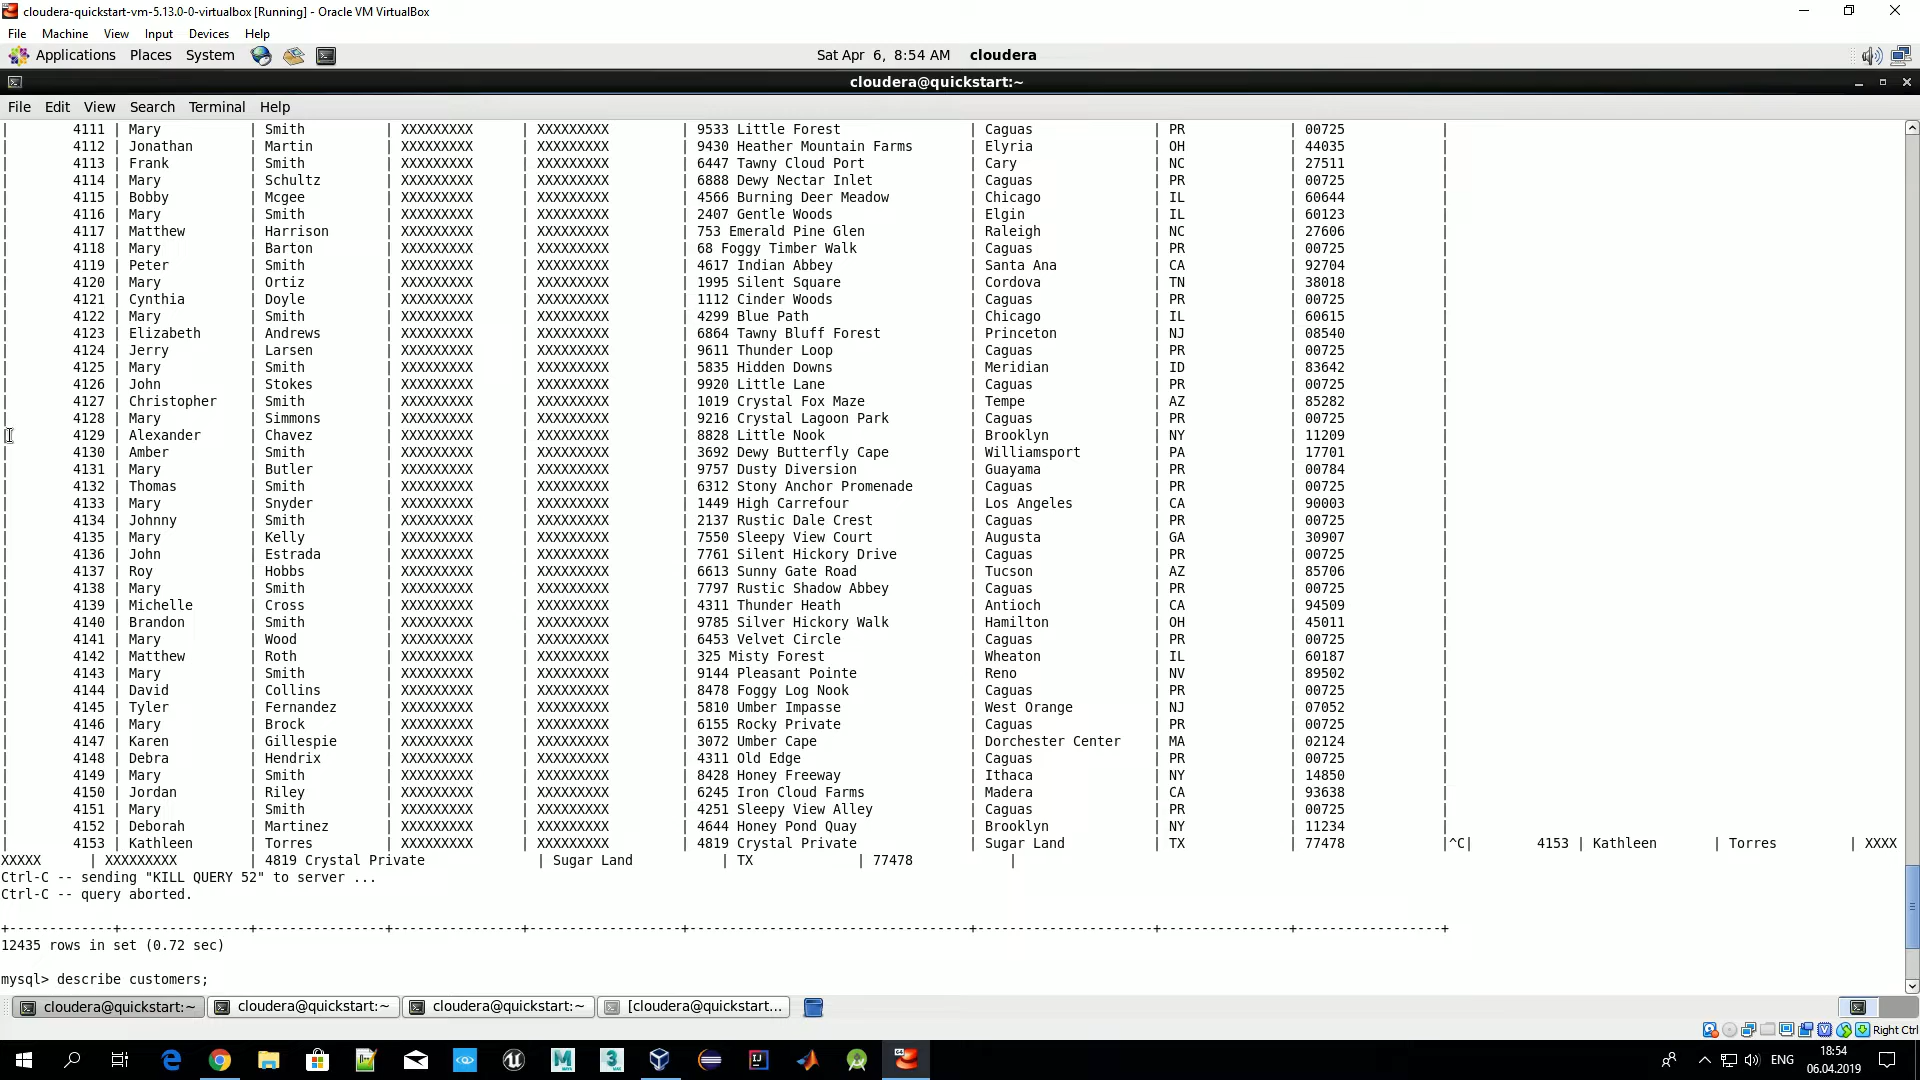 cloudera-quickstart-vm-5.13.0-0-virtualbox [Running] - Oracle VM VirtualBox
File Machine View Input Devices Help
Applications Places System Sat Apr 6, 8:54 AM cloudera
cloudera@quickstart:~
File Edit View Search Terminal Help
| 4111 | Mary | Smith | XXXXXXXXX | XXXXXXXXX | 9533 Little Forest | Caguas | PR | 00725 |
| 4112 | Jonathan | Martin | XXXXXXXXX | XXXXXXXXX | 9430 Heather Mountain Farms | Elyria | OH | 44035 |
| 4113 | Frank | Smith | XXXXXXXXX | XXXXXXXXX | 6447 Tawny Cloud Port | Cary | NC | 27511 |
| 4114 | Mary | Schultz | XXXXXXXXX | XXXXXXXXX | 6888 Dewy Nectar Inlet | Caguas | PR | 00725 |
| 4115 | Bobby | Mcgee | XXXXXXXXX | XXXXXXXXX | 4566 Burning Deer Meadow | Chicago | IL | 60644 |
| 4116 | Mary | Smith | XXXXXXXXX | XXXXXXXXX | 2407 Gentle Woods | Elgin | IL | 60123 |
| 4117 | Matthew | Harrison | XXXXXXXXX | XXXXXXXXX | 753 Emerald Pine Glen | Raleigh | NC | 27606 |
| 4118 | Mary | Barton | XXXXXXXXX | XXXXXXXXX | 68 Foggy Timber Walk | Caguas | PR | 00725 |
| 4119 | Peter | Smith | XXXXXXXXX | XXXXXXXXX | 4617 Indian Abbey | Santa Ana | CA | 92704 |
| 4120 | Mary | Ortiz | XXXXXXXXX | XXXXXXXXX | 1995 Silent Square | Cordova | TN | 38018 |
| 4121 | Cynthia | Doyle | XXXXXXXXX | XXXXXXXXX | 1112 Cinder Woods | Caguas | PR | 00725 |
| 4122 | Mary | Smith | XXXXXXXXX | XXXXXXXXX | 4299 Blue Path | Chicago | IL | 60615 |
| 4123 | Elizabeth | Andrews | XXXXXXXXX | XXXXXXXXX | 6864 Tawny Bluff Forest | Princeton | NJ | 08540 |
| 4124 | Jerry | Larsen | XXXXXXXXX | XXXXXXXXX | 9611 Thunder Loop | Caguas | PR | 00725 |
| 4125 | Mary | Smith | XXXXXXXXX | XXXXXXXXX | 5835 Hidden Downs | Meridian | ID | 83642 |
| 4126 | John | Stokes | XXXXXXXXX | XXXXXXXXX | 9920 Little Lane | Caguas | PR | 00725 |
| 4127 | Christopher | Smith | XXXXXXXXX | XXXXXXXXX | 1019 Crystal Fox Maze | Tempe | AZ | 85282 |
| 4128 | Mary | Simmons | XXXXXXXXX | XXXXXXXXX | 9216 Crystal Lagoon Park | Caguas | PR | 00725 |
| 4129 | Alexander | Chavez | XXXXXXXXX | XXXXXXXXX | 8828 Little Nook | Brooklyn | NY | 11209 |
| 4130 | Amber | Smith | XXXXXXXXX | XXXXXXXXX | 3692 Dewy Butterfly Cape | Williamsport | PA | 17701 |
| 4131 | Mary | Butler | XXXXXXXXX | XXXXXXXXX | 9757 Dusty Diversion | Guayama | PR | 00784 |
| 4132 | Thomas | Smith | XXXXXXXXX | XXXXXXXXX | 6312 Stony Anchor Promenade | Caguas | PR | 00725 |
| 4133 | Mary | Snyder | XXXXXXXXX | XXXXXXXXX | 1449 High Carrefour | Los Angeles | CA | 90003 |
| 4134 | Johnny | Smith | XXXXXXXXX | XXXXXXXXX | 2137 Rustic Dale Crest | Caguas | PR | 00725 |
| 4135 | Mary | Kelly | XXXXXXXXX | XXXXXXXXX | 7550 Sleepy View Court | Augusta | GA | 30907 |
| 4136 | John | Estrada | XXXXXXXXX | XXXXXXXXX | 7761 Silent Hickory Drive | Caguas | PR | 00725 |
| 4137 | Roy | Hobbs | XXXXXXXXX | XXXXXXXXX | 6613 Sunny Gate Road | Tucson | AZ | 85706 |
| 4138 | Mary | Smith | XXXXXXXXX | XXXXXXXXX | 7797 Rustic Shadow Abbey | Caguas | PR | 00725 |
| 4139 | Michelle | Cross | XXXXXXXXX | XXXXXXXXX | 4311 Thunder Heath | Antioch | CA | 94509 |
| 4140 | Brandon | Smith | XXXXXXXXX | XXXXXXXXX | 9785 Silver Hickory Walk | Hamilton | OH | 45011 |
| 4141 | Mary | Wood | XXXXXXXXX | XXXXXXXXX | 6453 Velvet Circle | Caguas | PR | 00725 |
| 4142 | Matthew | Roth | XXXXXXXXX | XXXXXXXXX | 325 Misty Forest | Wheaton | IL | 60187 |
| 4143 | Mary | Smith | XXXXXXXXX | XXXXXXXXX | 9144 Pleasant Pointe | Reno | NV | 89502 |
| 4144 | David | Collins | XXXXXXXXX | XXXXXXXXX | 8478 Foggy Log Nook | Caguas | PR | 00725 |
| 4145 | Tyler | Fernandez | XXXXXXXXX | XXXXXXXXX | 5810 Umber Impasse | West Orange | NJ | 07052 |
| 4146 | Mary | Brock | XXXXXXXXX | XXXXXXXXX | 6155 Rocky Private | Caguas | PR | 00725 |
| 4147 | Karen | Gillespie | XXXXXXXXX | XXXXXXXXX | 3072 Umber Cape | Dorchester Center | MA | 02124 |
| 4148 | Debra | Hendrix | XXXXXXXXX | XXXXXXXXX | 4311 Old Edge | Caguas | PR | 00725 |
| 4149 | Mary | Smith | XXXXXXXXX | XXXXXXXXX | 8428 Honey Freeway | Ithaca | NY | 14850 |
| 4150 | Jordan | Riley | XXXXXXXXX | XXXXXXXXX | 6245 Iron Cloud Farms | Madera | CA | 93638 |
| 4151 | Mary | Smith | XXXXXXXXX | XXXXXXXXX | 4251 Sleepy View Alley | Caguas | PR | 00725 |
| 4152 | Deborah | Martinez | XXXXXXXXX | XXXXXXXXX | 4644 Honey Pond Quay | Brooklyn | NY | 11234 |
| 4153 | Kathleen | Torres | XXXXXXXXX | XXXXXXXXX | 4819 Crystal Private | Sugar Land | TX | 77478 |^C| 4153 | Kathleen | Torres | XXXX
XXXXX | XXXXXXXXX | 4819 Crystal Private | Sugar Land | TX | 77478 |
Ctrl-C -- sending "KILL QUERY 52" to server ...
Ctrl-C -- query aborted.
+-------------+----------------+----------------+----------------+-------------------+-----------------------------------+----------------------+----------------+------------------+
12435 rows in set (0.72 sec)
mysql> describe customers;
cloudera@quickstart:~ cloudera@quickstart:~ cloudera@quickstart:~ [cloudera@quickstart...
Right Ctrl
ENG 18:54
06.04.2019